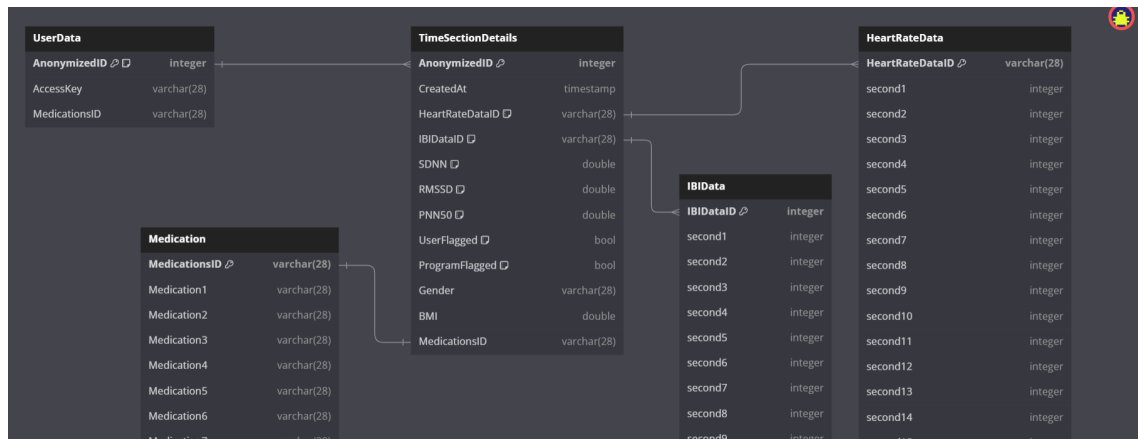 UserData
AnonymizedID integer
AccessKey varchar(28)
MedicationsID varchar(28)
TimeSectionDetails
AnonymizedID integer
CreatedAt timestamp
HeartRateDataID varchar(28)
IBIDataID varchar(28)
SDNN double
RMSSD double
PNN50 double
UserFlagged bool
ProgramFlagged bool
Gender varchar(28)
BMI double
MedicationsID varchar(28)
HeartRateData
HeartRateDataID varchar(28)
second1 integer
second2 integer
second3 integer
second4 integer
second5 integer
second6 integer
second7 integer
second8 integer
second9 integer
second10 integer
second11 integer
second12 integer
second13 integer
second14 integer
IBIData
IBIDataID integer
second1 integer
second2 integer
second3 integer
second4 integer
second5 integer
second6 integer
second7 integer
second8 integer
second9 integer
Medication
MedicationsID varchar(28)
Medication1 varchar(28)
Medication2 varchar(28)
Medication3 varchar(28)
Medication4 varchar(28)
Medication5 varchar(28)
Medication6 varchar(28)